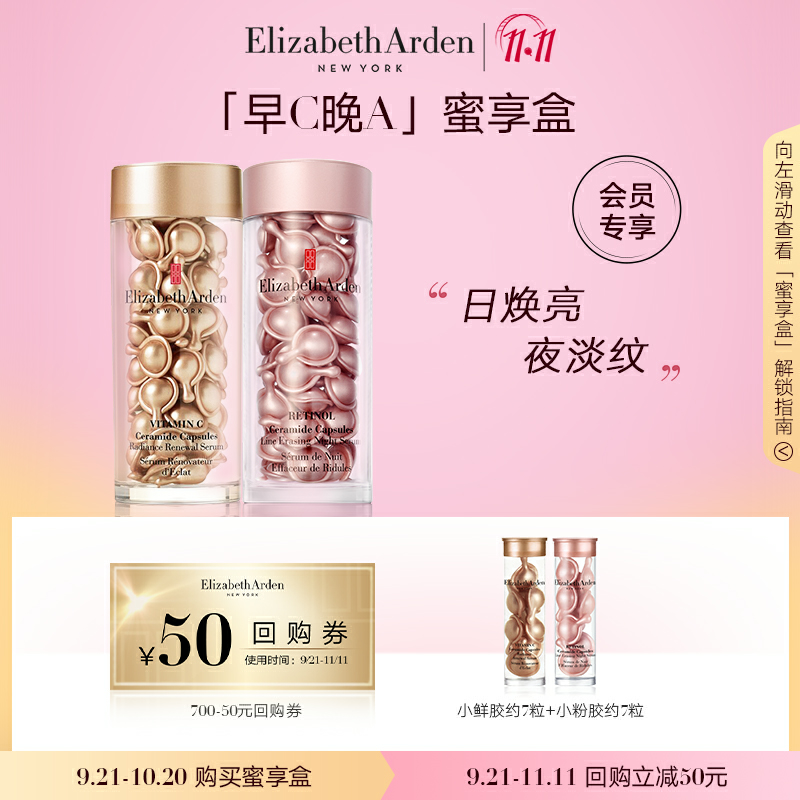 Elizabeth Arden
NEW YORK
11.11
「早C晚A」蜜享盒
会员
专享
向左滑动查看「蜜享盒」解锁指南
“日焕亮
夜淡纹”
Elizabeth Arden
NEW YORK
VITAMIN C
Ceramide Capsules
Radiance Renewal Serum
Sérum Rénovateur
d'Éclat
Elizabeth Arden
NEW YORK
RETINOL
Ceramide Capsules
Line Erasing Night Serum
Sérum de Nuit
Effaceur de Ridules
Elizabeth Arden
NEW YORK
¥50 回购券
使用时间：9/21-11/11
700-50元回购券
Elizabeth Arden
Elizabeth Arden
小鲜胶约7粒+小粉胶约7粒
9.21-10.20 购买蜜享盒
9.21-11.11 回购立减50元